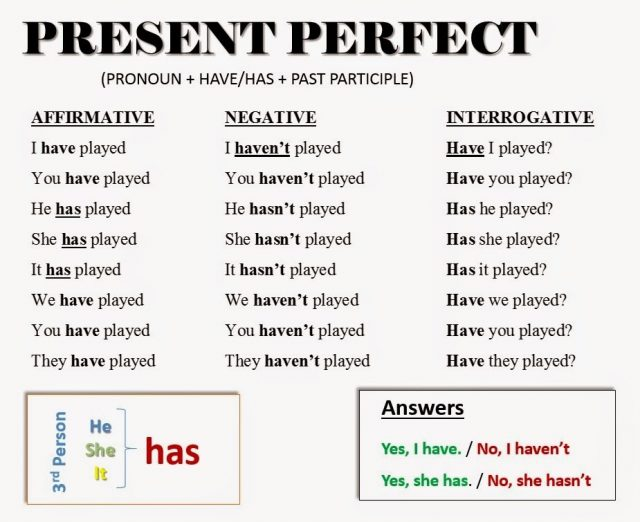 PRESENT PERFECT
(PRONOUN + HAVE/HAS + PAST PARTICIPLE)
AFFIRMATIVE
I have played
You have played
He has played
She has played
It has played
We have played
You have played
They have played
NEGATIVE
I haven’t played
You haven’t played
He hasn’t played
She hasn’t played
It hasn’t played
We haven’t played
You haven’t played
They haven’t played
INTERROGATIVE
Have I played?
Have you played?
Has he played?
Has she played?
Has it played?
Have we played?
Have you played?
Have they played?
3rd Person
He
She
It
has
Answers
Yes, I have. / No, I haven’t
Yes, she has. / No, she hasn’t